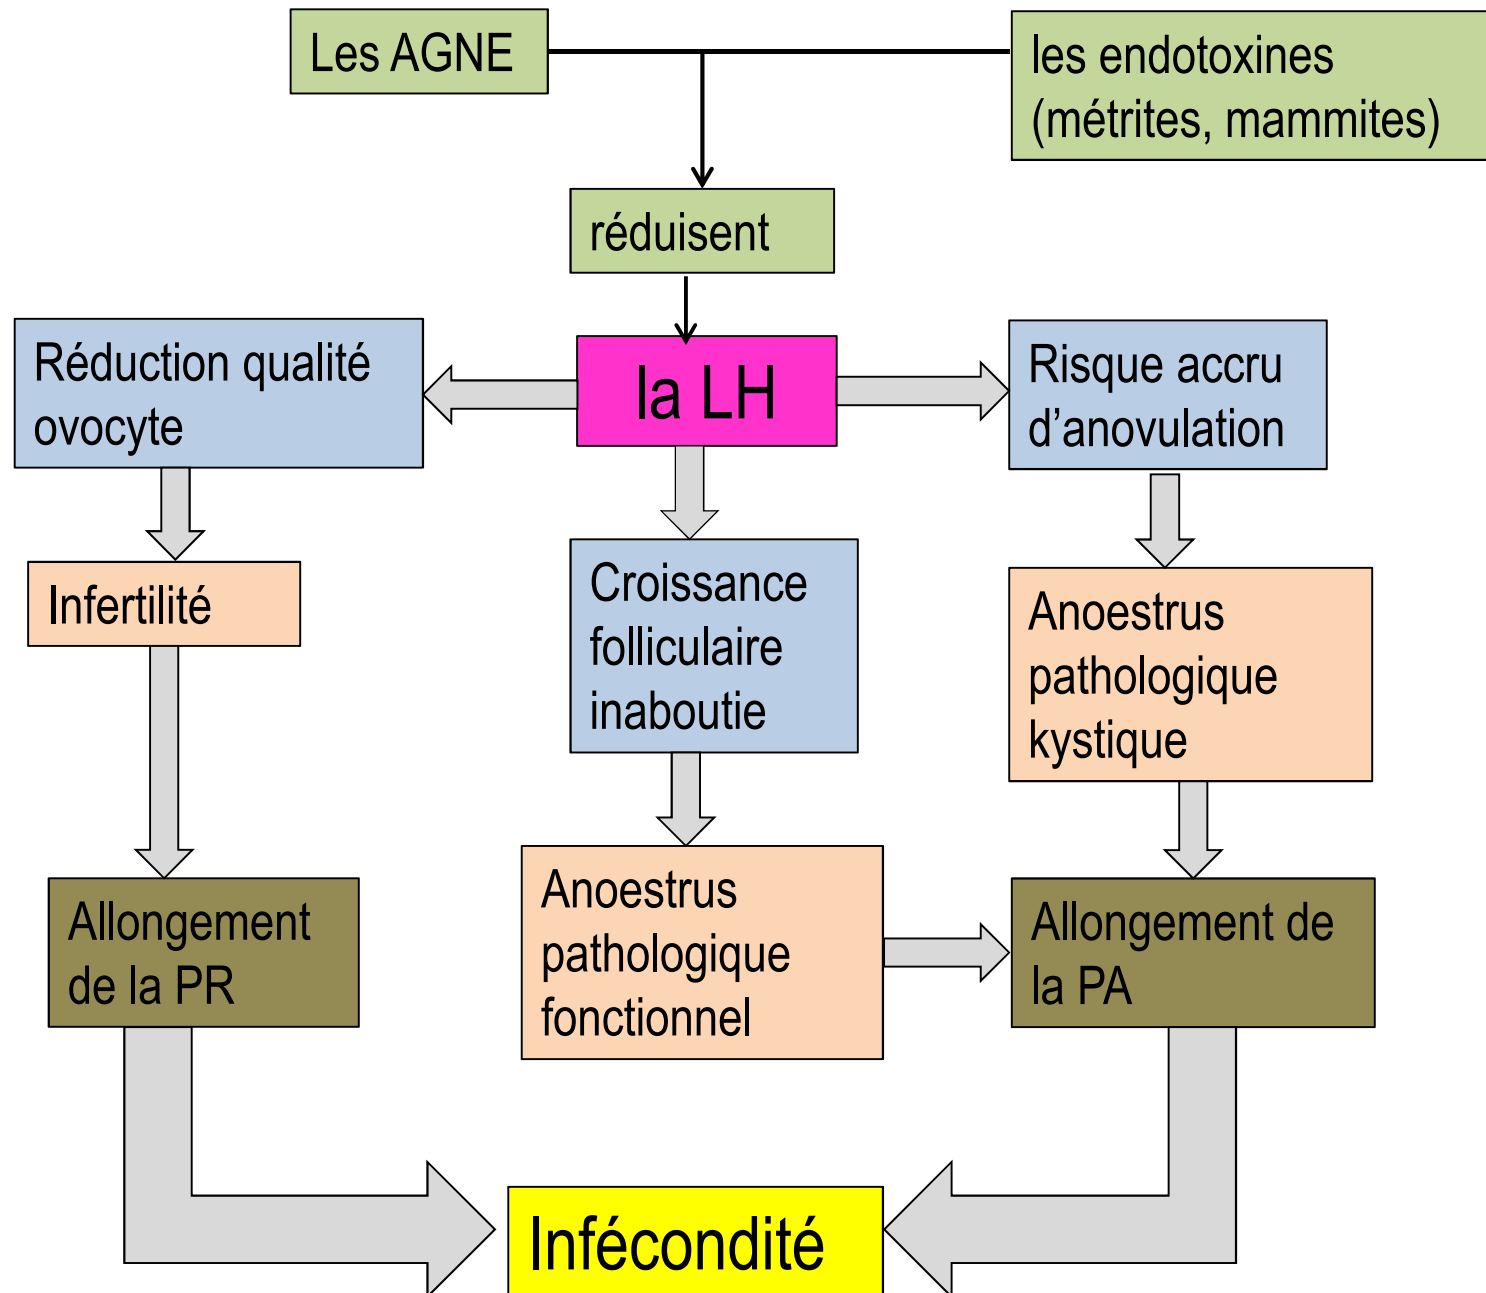 Les AGNE
les endotoxines
(métrites, mammites)
réduisent
la LH
Réduction qualité
ovocyte
Risque accru
d’anovulation
Infertilité
Croissance
folliculaire
inaboutie
Anoestrus
pathologique
kystique
Allongement
de la PR
Anoestrus
pathologique
fonctionnel
Allongement de
la PA
Infécondité